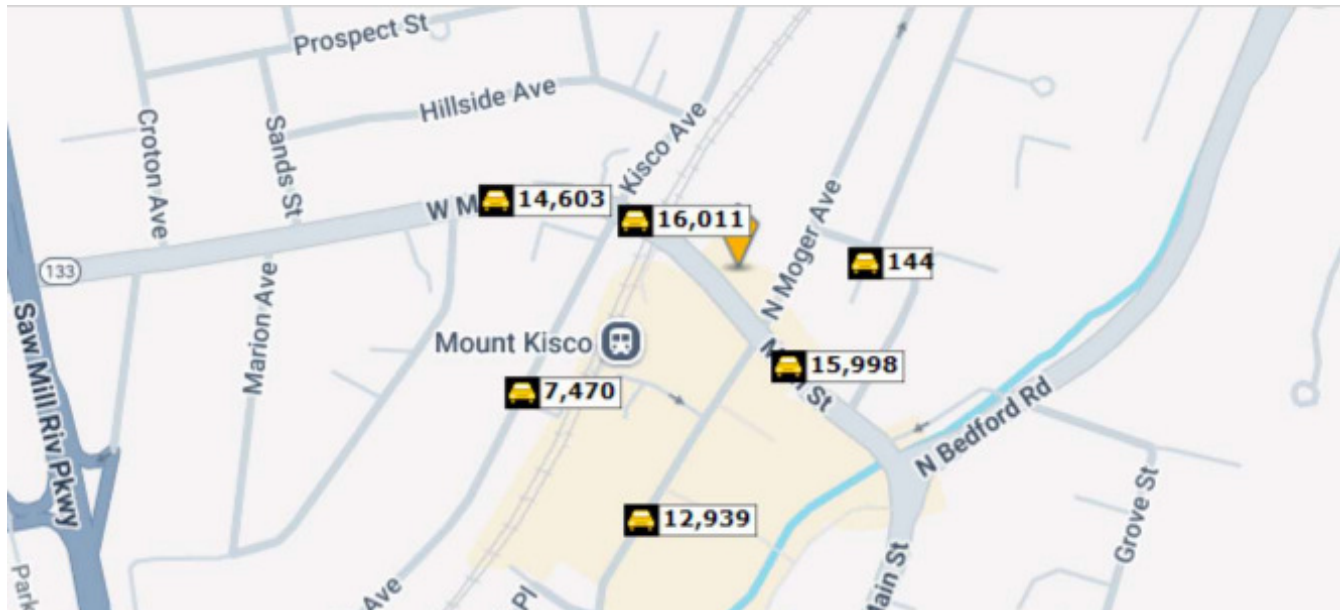 Prospect St
Hillside Ave
Croton Ave
Sands St
Kisco Ave
W M
14,603
16,011
N Moger Ave
144
133
Marion Ave
Saw Mill Riv Pkwy
Mount Kisco
7,470
15,998
St
N Bedford Rd
12,939
Grove St
Main St
Ave
Pl
Park